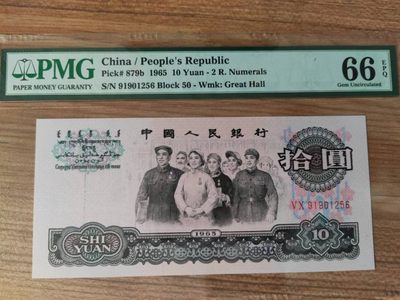 PMG
PAPER MONEY GUARANTY
China / People's Republic
Pick# 879b 1965 10 Yuan - 2 R. Numerals
S/N 91901256 Block 50 - Wmk: Great Hall
66 EPQ
Gem Uncirculated
中國人民銀行
拾圓
VX 91901256
SHI
YUAN
1965
10